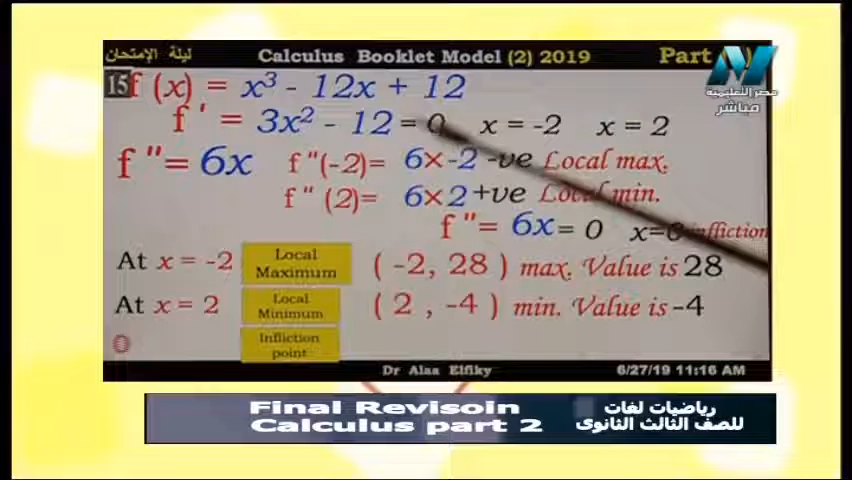 ليلة الإمتحان Calculus Booklet Model (2) 2019 Part
مصر التعليمية
مباشر
15 f (x) = x³ - 12x + 12
f ' = 3x² - 12 = 0 x = -2 x = 2
f " = 6x f "(-2)= 6×-2 -ve Local max.
f " (2)= 6×2 +ve Local min.
f " = 6x = 0 x=0 infliction
At x = -2 Local Maximum ( -2, 28 ) max. Value is 28
At x = 2 Local Minimum ( 2 , -4 ) min. Value is -4
Infliction point
Dr Alaa Elfiky 6/27/19 11:16 AM
Final Revisoin رياضيات لغات
Calculus part 2 للصف الثالث الثانوى